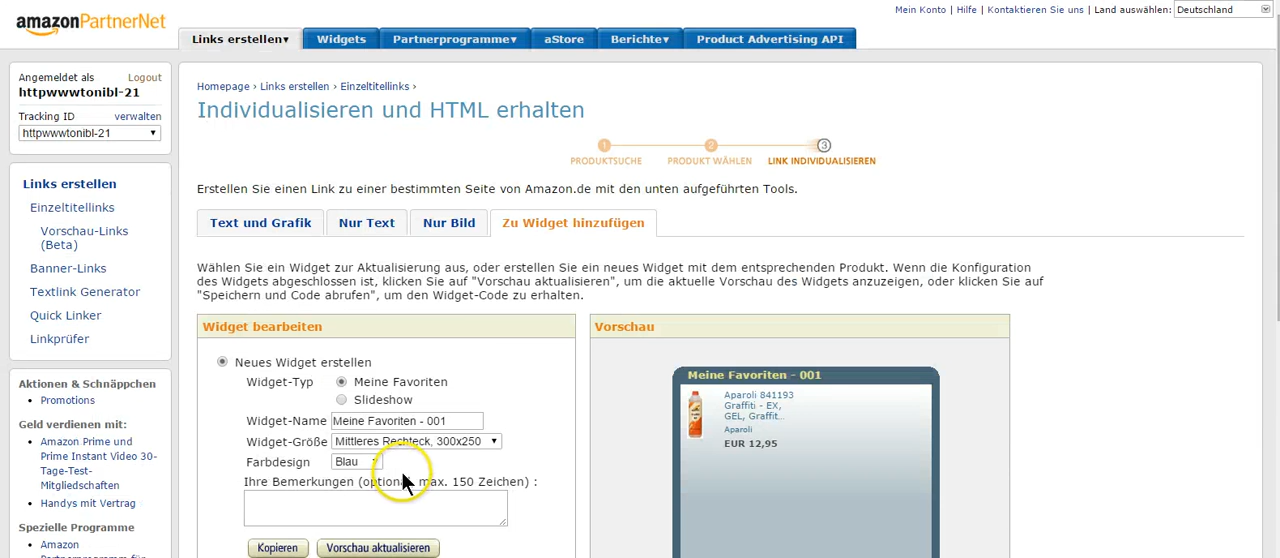 Mein Konto | Hilfe | Kontaktieren Sie uns | Land auswählen: Deutschland
amazonPartnerNet
Links erstellen▾ Widgets Partnerprogramme▾ aStore Berichte▾ Product Advertising API
Angemeldet als Logout
httpwwwtonibl-21
Tracking ID verwalten
httpwwwtonibl-21
Links erstellen
Einzeltitellinks
Vorschau-Links
(Beta)
Banner-Links
Textlink Generator
Quick Linker
Linkprüfer
Aktionen & Schnäppchen
• Promotions
Geld verdienen mit:
• Amazon Prime und
Prime Instant Video 30-
Tage-Test-
Mitgliedschaften
• Handys mit Vertrag
Spezielle Programme
• Amazon
Homepage › Links erstellen › Einzeltitellinks ›
Individualisieren und HTML erhalten
1 2 3
PRODUKTSUCHE PRODUKT WÄHLEN LINK INDIVIDUALISIEREN
Erstellen Sie einen Link zu einer bestimmten Seite von Amazon.de mit den unten aufgeführten Tools.
Text und Grafik Nur Text Nur Bild Zu Widget hinzufügen
Wählen Sie ein Widget zur Aktualisierung aus, oder erstellen Sie ein neues Widget mit dem entsprechenden Produkt. Wenn die Konfiguration
des Widgets abgeschlossen ist, klicken Sie auf "Vorschau aktualisieren", um die aktuelle Vorschau des Widgets anzuzeigen, oder klicken Sie auf
"Speichern und Code abrufen", um den Widget-Code zu erhalten.
Widget bearbeiten
Neues Widget erstellen
Widget-Typ Meine Favoriten
Slideshow
Widget-Name Meine Favoriten - 001
Widget-Größe Mittleres Rechteck, 300x250
Farbdesign Blau
Ihre Bemerkungen (optional, max. 150 Zeichen) :
Kopieren Vorschau aktualisieren
Vorschau
Meine Favoriten - 001
Aparoli 841193
Graffiti - EX,
GEL, Graffit...
Aparoli
EUR 12,95